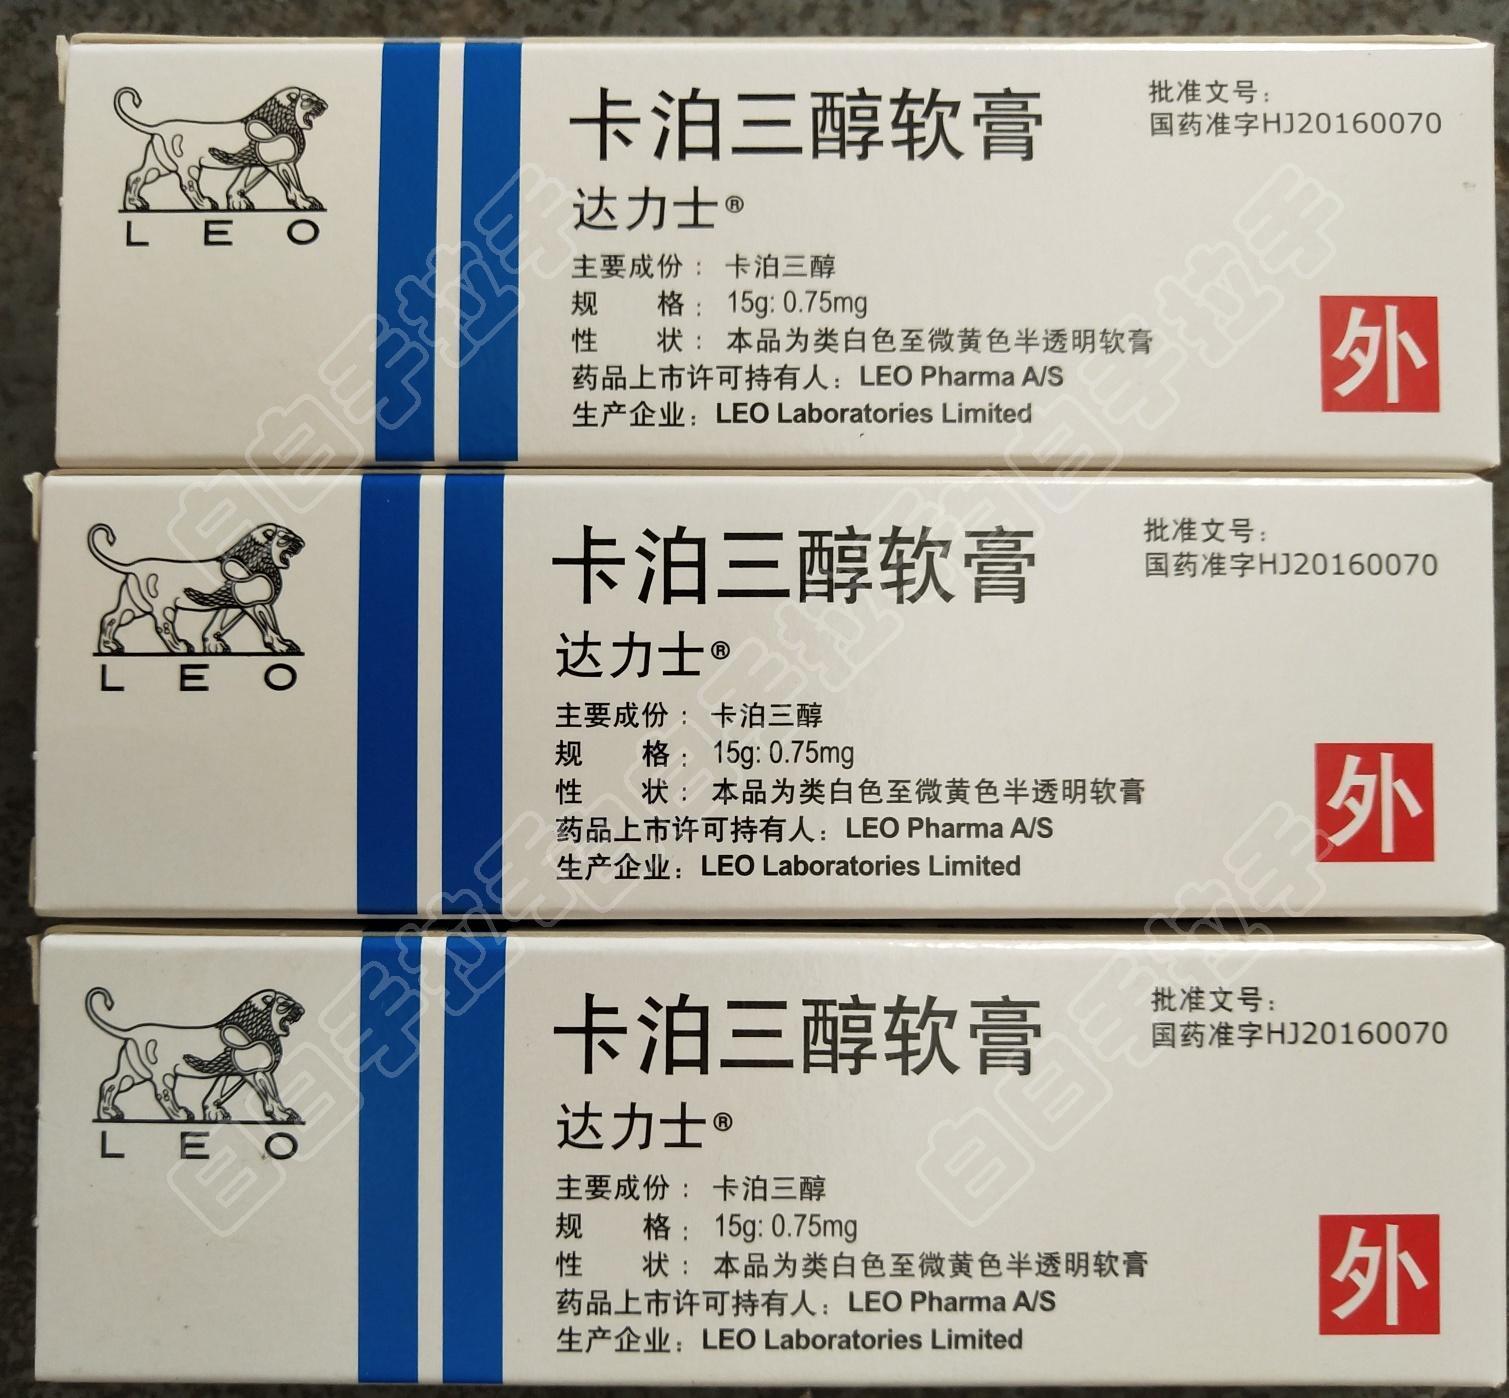 LEO
卡泊三醇软膏
达力士®
主要成份： 卡泊三醇
规 格： 15g: 0.75mg
性 状： 本品为类白色至微黄色半透明软膏
药品上市许可持有人： LEO Pharma A/S
生产企业： LEO Laboratories Limited
批准文号：
国药准字HJ20160070
外
LEO
卡泊三醇软膏
达力士®
主要成份： 卡泊三醇
规 格： 15g: 0.75mg
性 状： 本品为类白色至微黄色半透明软膏
药品上市许可持有人： LEO Pharma A/S
生产企业： LEO Laboratories Limited
批准文号：
国药准字HJ20160070
外
LEO
卡泊三醇软膏
达力士®
主要成份： 卡泊三醇
规 格： 15g: 0.75mg
性 状： 本品为类白色至微黄色半透明软膏
药品上市许可持有人： LEO Pharma A/S
生产企业： LEO Laboratories Limited
批准文号：
国药准字HJ20160070
外